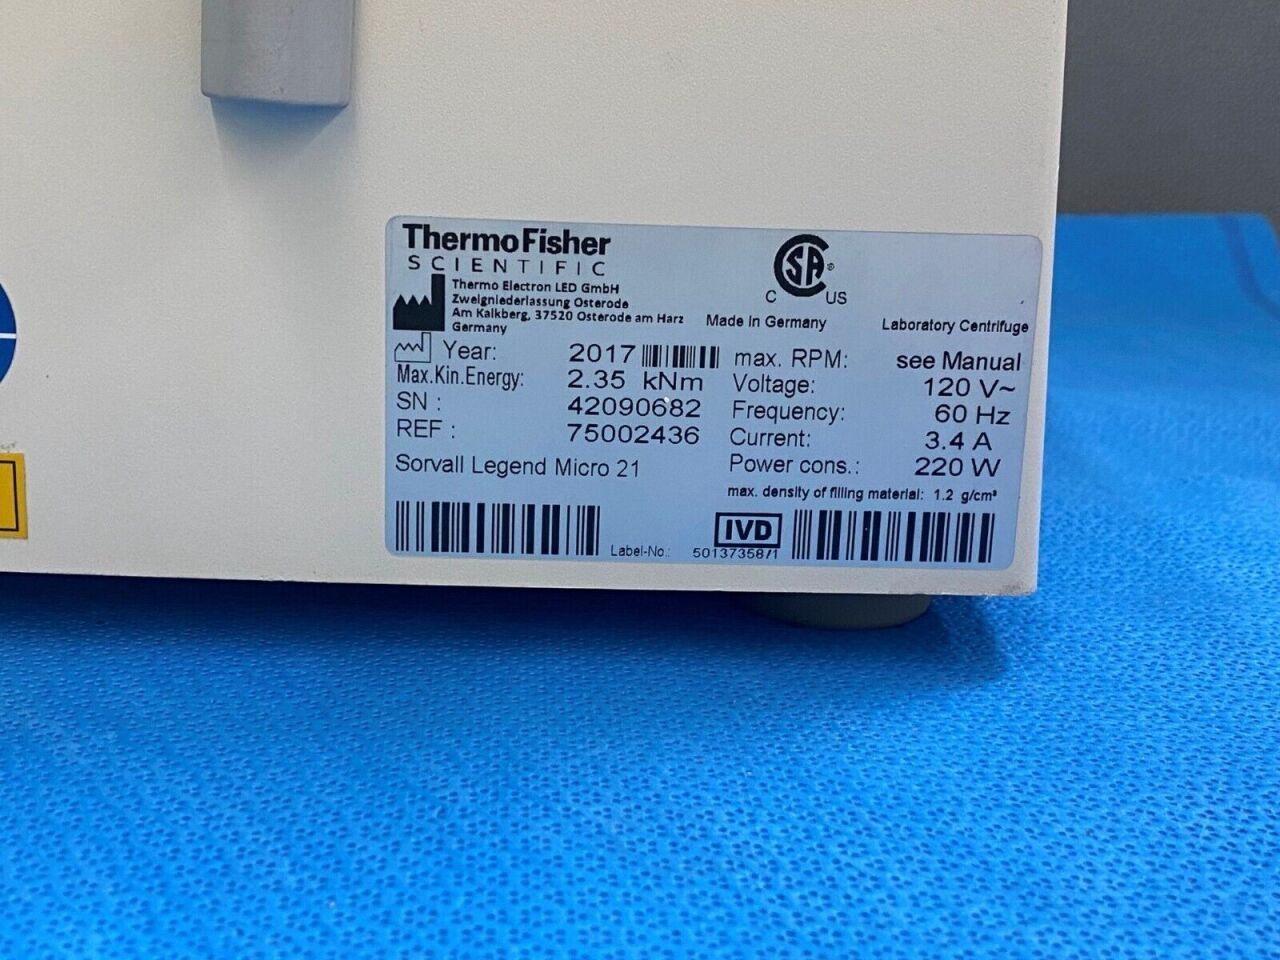 ThermoFisher
SCIENTIFIC
Thermo Electron LED GmbH
Zweigniederlassung Osterode
Am Kalkberg, 37520 Osterode am Harz
Germany
CSA®
C US
Made in Germany
Laboratory Centrifuge
Year: 2017
Max.Kin.Energy: 2.35 kNm
SN : 42090682
REF : 75002436
Sorvall Legend Micro 21
max. RPM: see Manual
Voltage: 120 V~
Frequency: 60 Hz
Current: 3.4 A
Power cons.: 220 W
max. density of filling material: 1.2 g/cm³
IVD
Label-No.: 50137358/1